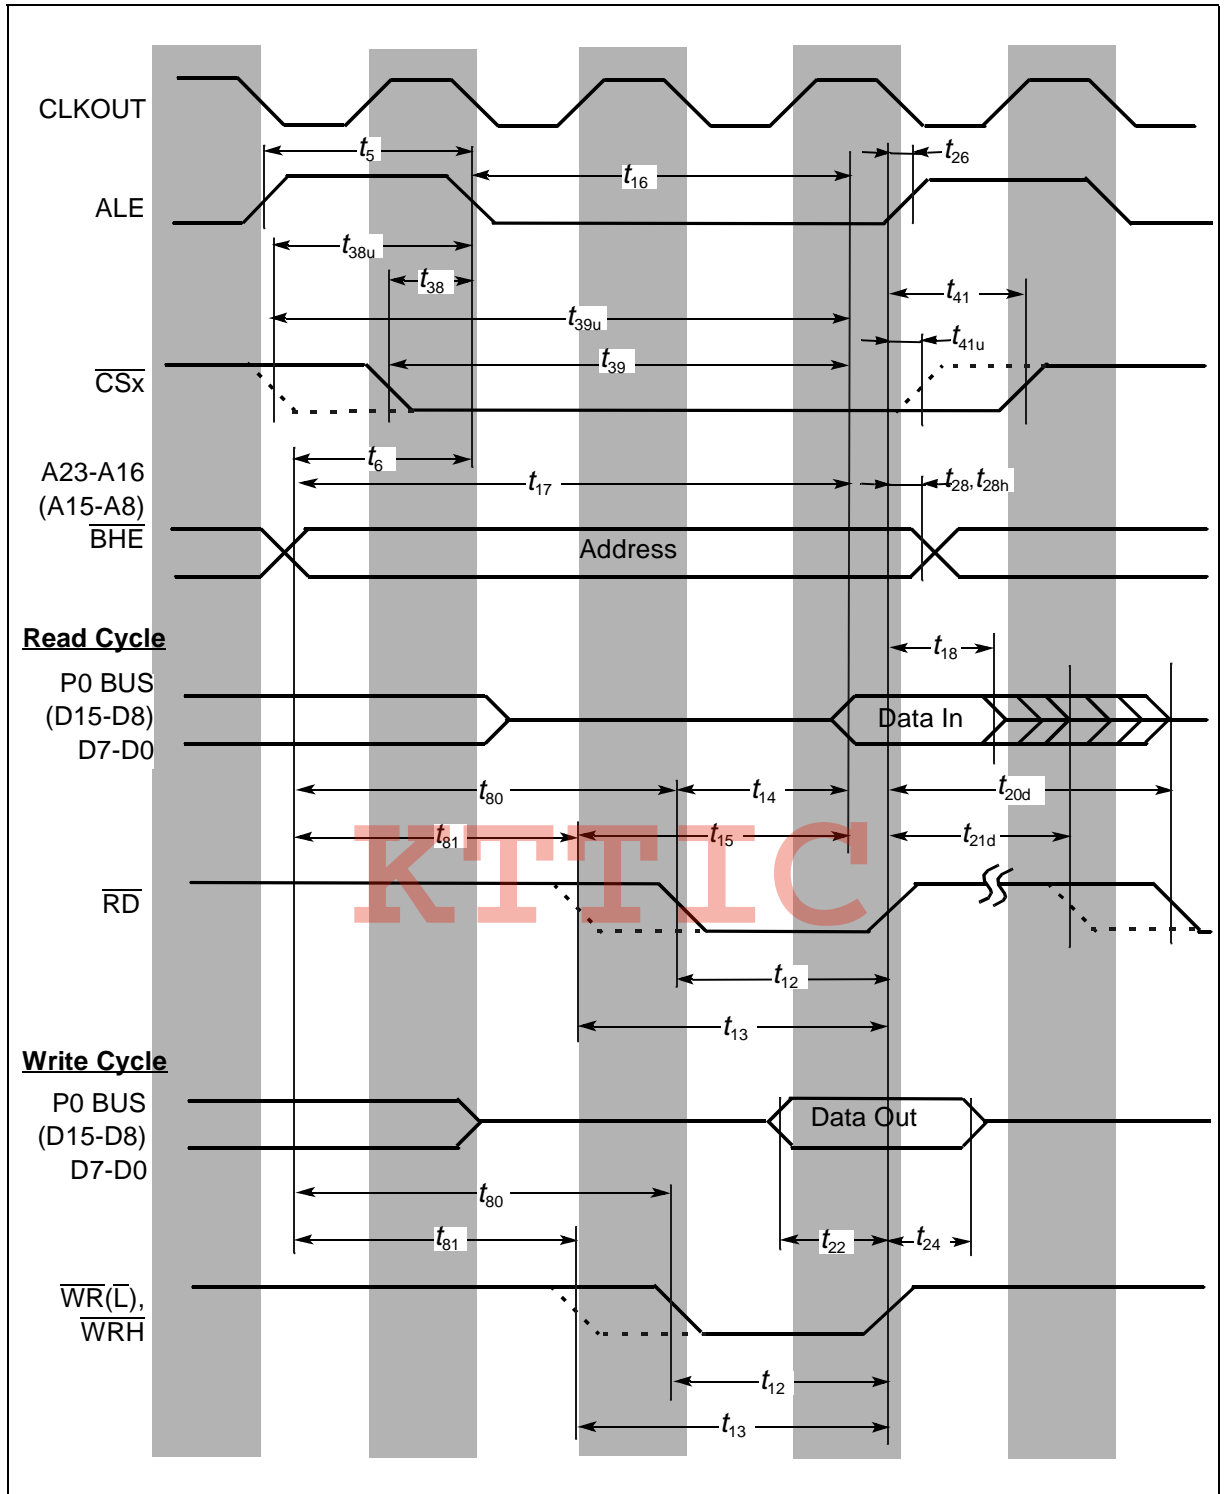 CLKOUT
t5
t26
t16
ALE
t38u
t38
t41
t39u
t41u
t39
CSx
t6
A23-A16
t17
t28, t28h
(A15-A8)
BHE
Address
Read Cycle
t18
P0 BUS
(D15-D8)
Data In
D7-D0
t80
t14
t20d
t81
t15
t21d
KTTIC
RD
t12
t13
Write Cycle
P0 BUS
Data Out
(D15-D8)
D7-D0
t80
t81
t22
t24
WR(L),
WRH
t12
t13